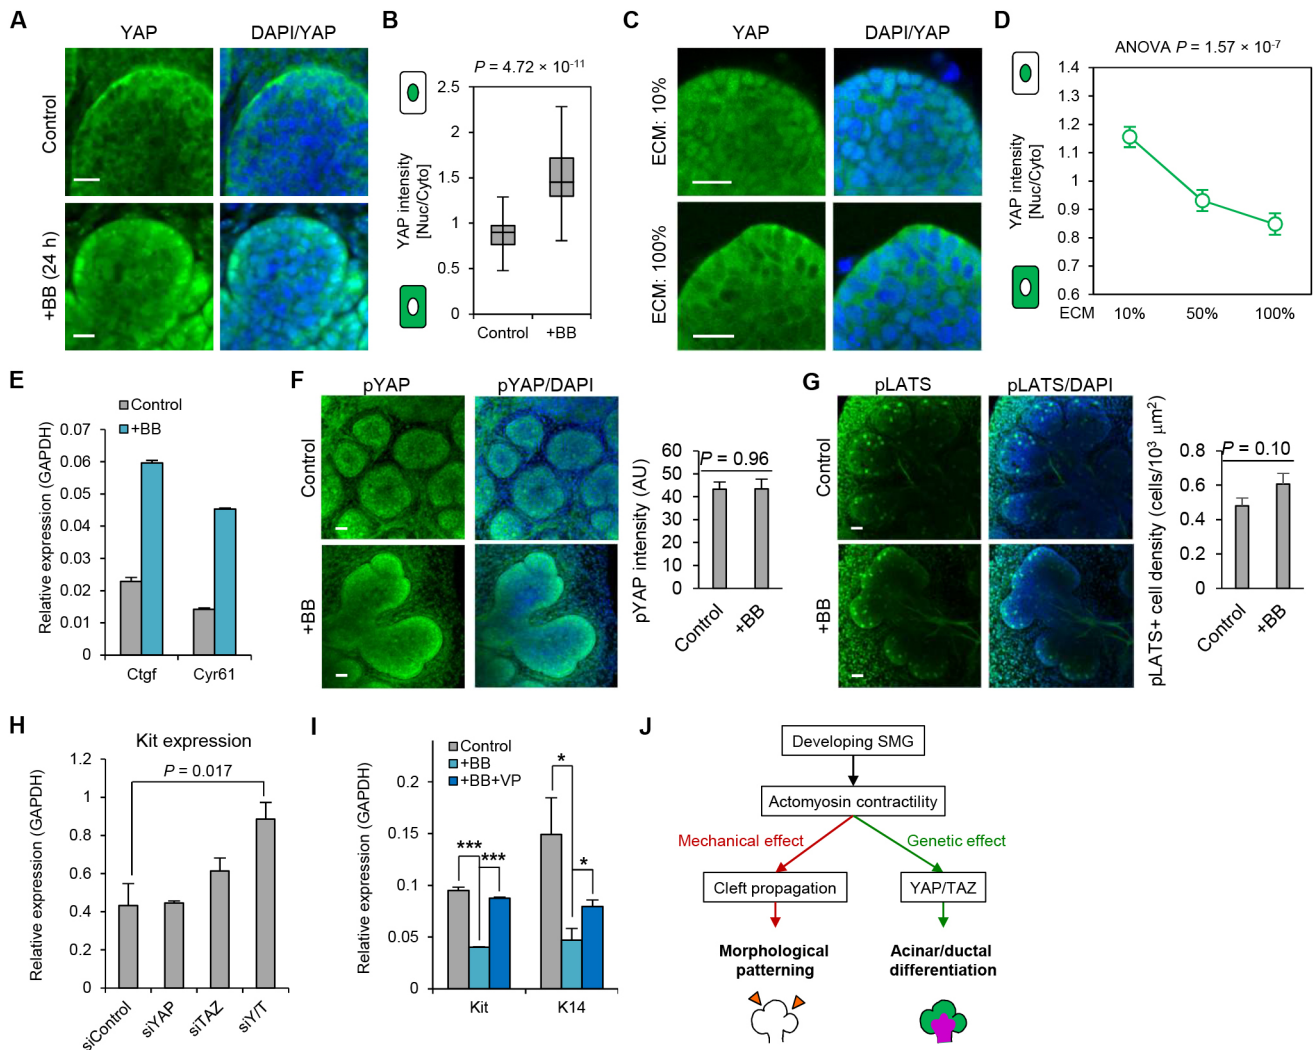 A
YAP
DAPI/YAP
Control
+BB (24 h)
B
P = 4.72 × 10-11
YAP intensity
[Nuc/Cyto]
2.5
2
1.5
1
0.5
0
Control
+BB
C
YAP
DAPI/YAP
ECM: 10%
ECM: 100%
D
ANOVA P = 1.57 × 10-7
YAP intensity
[Nuc/Cyto]
1.4
1.3
1.2
1.1
1
0.9
0.8
0.7
0.6
ECM
10%
50%
100%
E
Control
+BB
Relative expression (GAPDH)
0.07
0.06
0.05
0.04
0.03
0.02
0.01
0
Ctgf
Cyr61
F
pYAP
pYAP/DAPI
Control
+BB
pYAP intensity (AU)
P = 0.96
60
50
40
30
20
10
0
Control
+BB
G
pLATS
pLATS/DAPI
Control
+BB
pLATS+ cell density (cells/10³ µm²)
P = 0.10
0.8
0.6
0.4
0.2
0
Control
+BB
H
Kit expression
P = 0.017
Relative expression (GAPDH)
1.2
1
0.8
0.6
0.4
0.2
0
siControl
siYAP
siTAZ
siY/T
I
Control
+BB
+BB+VP
Relative expression (GAPDH)
0.2
0.15
0.1
0.05
0
***
***
*
*
Kit
K14
J
Developing SMG
Actomyosin contractility
Mechanical effect
Genetic effect
Cleft propagation
YAP/TAZ
Morphological
patterning
Acinar/ductal
differentiation